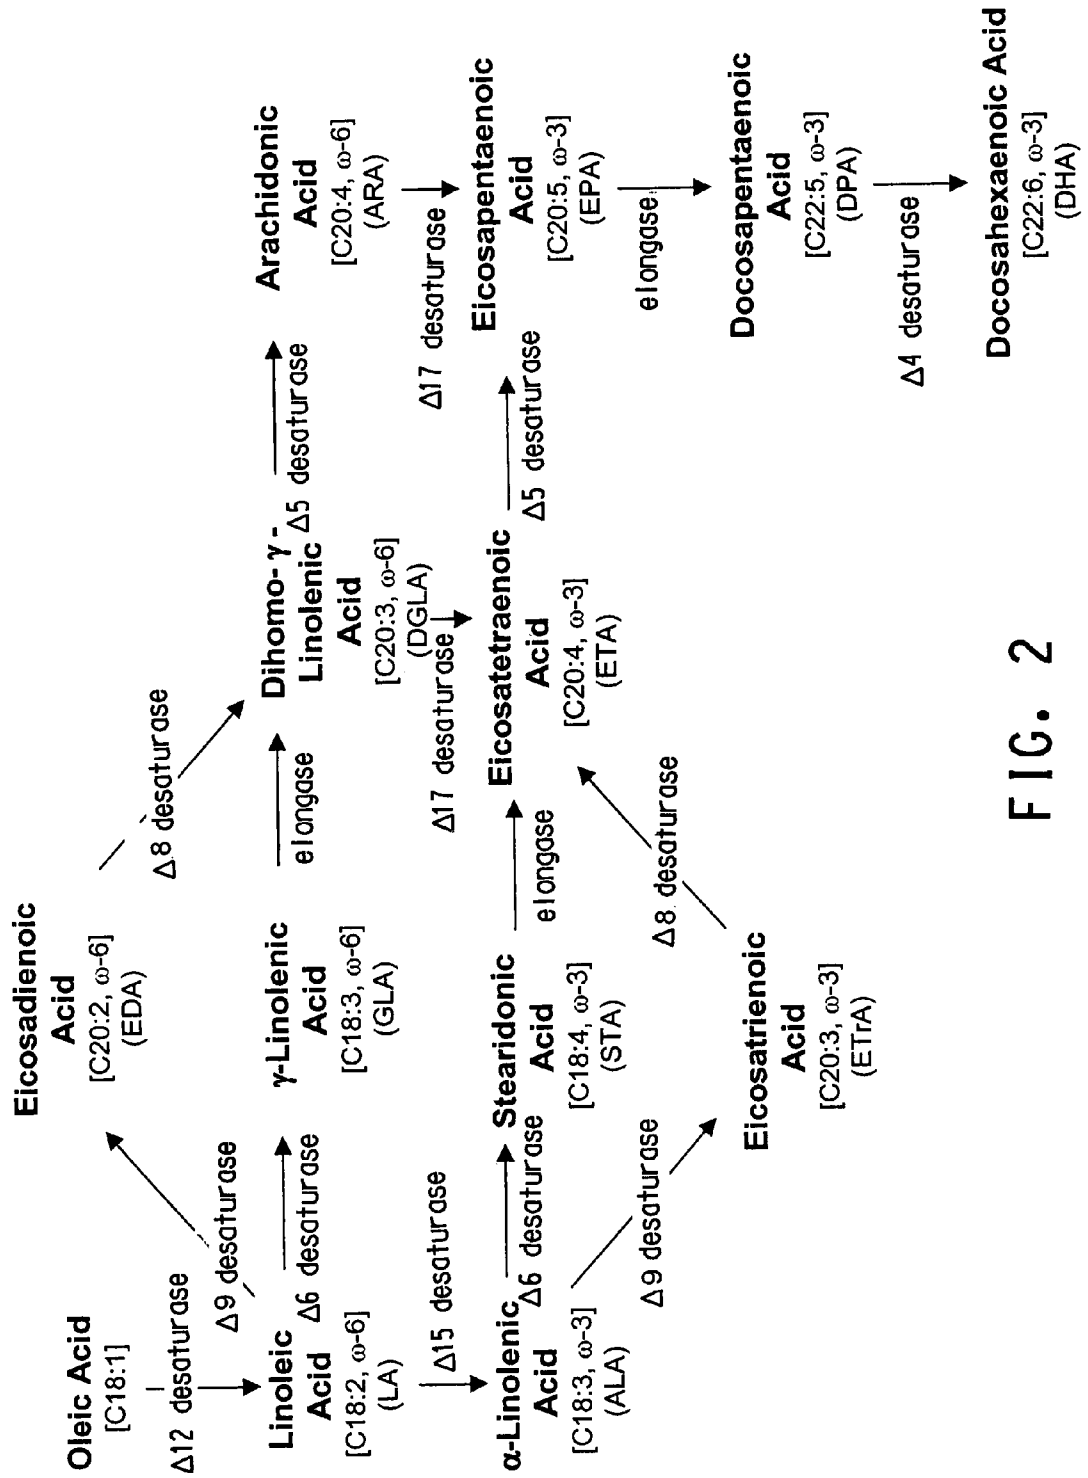 Oleic Acid
[C18:1]
Δ12 desaturase
Linoleic
Acid
[C18:2, ω-6]
(LA)
Δ9 desaturase
Eicosadienoic
Acid
[C20:2, ω-6]
(EDA)
Δ8 desaturase
Δ6 desaturase
γ-Linolenic
Acid
[C18:3, ω-6]
(GLA)
elongase
Dihomo-γ-
Linolenic
Acid
[C20:3, ω-6]
(DGLA)
Δ5 desaturase
Arachidonic
Acid
[C20:4, ω-6]
(ARA)
Δ15 desaturase
Δ17 desaturase
Δ17 desaturase
α-Linolenic
Acid
[C18:3, ω-3]
(ALA)
Δ6 desaturase
Stearidonic
Acid
[C18:4, ω-3]
(STA)
elongase
Eicosatetraenoic
Acid
[C20:4, ω-3]
(ETA)
Δ5 desaturase
Eicosapentaenoic
Acid
[C20:5, ω-3]
(EPA)
Δ9 desaturase
Δ8 desaturase
elongase
Eicosatrienoic
Acid
[C20:3, ω-3]
(ETrA)
Docosapentaenoic
Acid
[C22:5, ω-3]
(DPA)
Δ4 desaturase
Docosahexaenoic Acid
[C22:6, ω-3]
(DHA)
FIG. 2